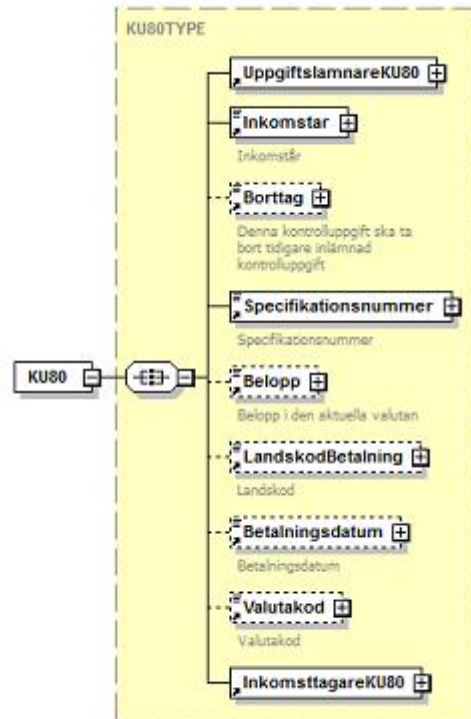 KU80TYPE
UppgiftslamnareKU80
Inkomstar
Inkomstår
Borttag
Denna kontrolluppgift ska ta
bort tidigare inlämnad
kontrolluppgift
Specifikationsnummer
Specifikationsnummer
KU80
Belopp
Belopp i den aktuella valutan
LandskodBetalning
Landskod
Betalningsdatum
Betalningsdatum
Valutakod
Valutakod
InkomsttagareKU80